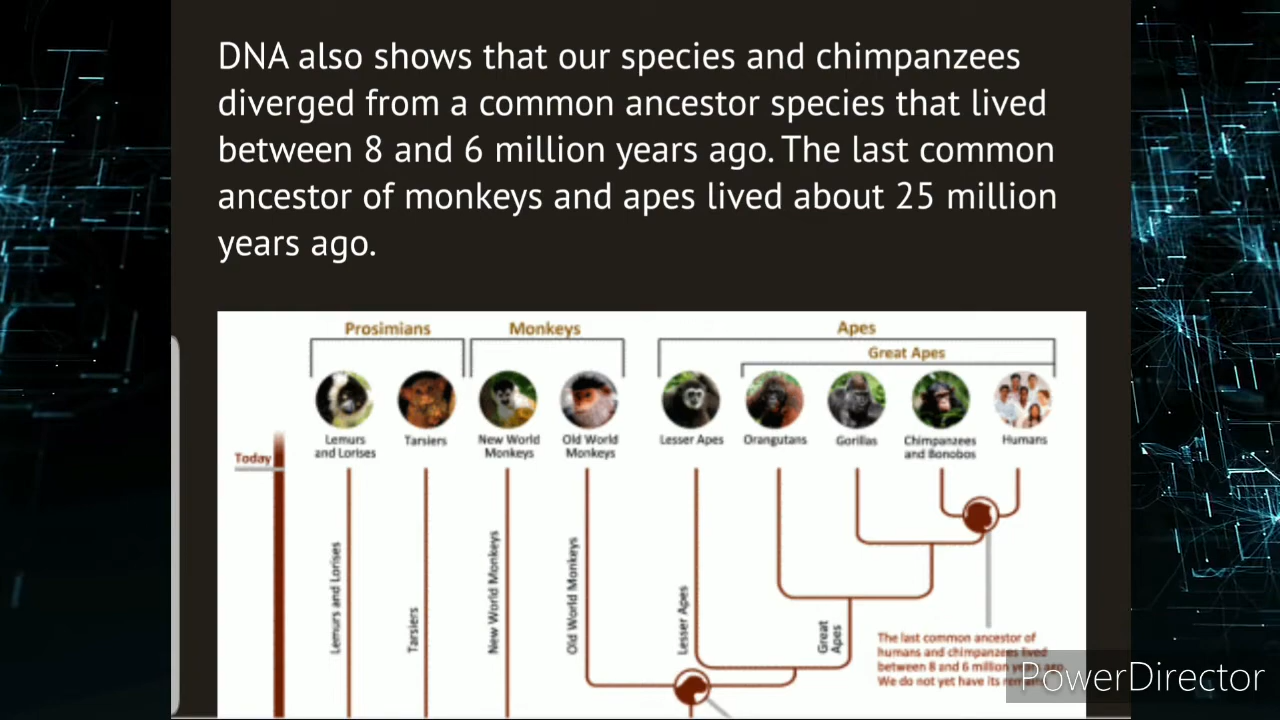 DNA also shows that our species and chimpanzees
diverged from a common ancestor species that lived
between 8 and 6 million years ago. The last common
ancestor of monkeys and apes lived about 25 million
years ago.
Prosimians
Monkeys
Apes
Great Apes
Lemurs
and Lorises
Tarsiers
New World
Monkeys
Old World
Monkeys
Lesser Apes
Orangutans
Gorillas
Chimpanzees
and Bonobos
Humans
Today
Lemurs and Lorises
Tarsiers
New World Monkeys
Old World Monkeys
Lesser Apes
Great
Apes
The last common ancestor of
humans and chimpanzees lived
between 8 and 6 million years ago.
We do not yet have its
PowerDirector